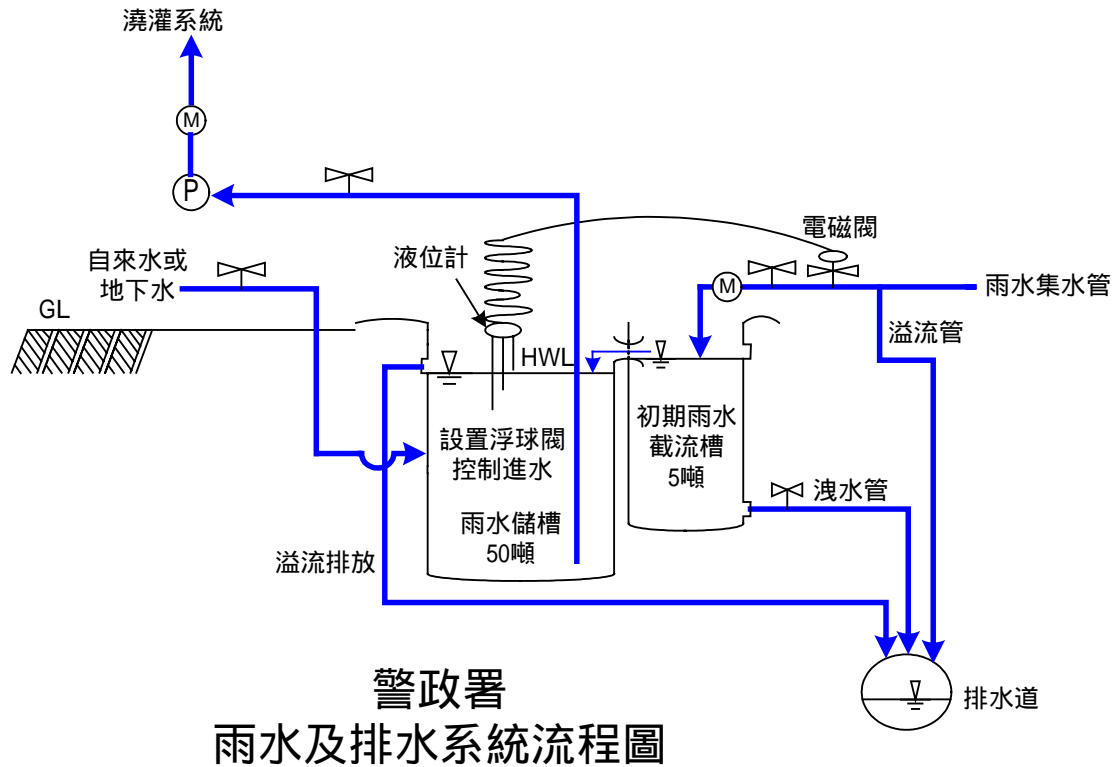 澆灌系統
M
P
電磁閥
自來水或
地下水
液位計
M
雨水集水管
GL
溢流管
HWL
初期雨水
截流槽
5噸
設置浮球閥
控制進水
洩水管
雨水儲槽
50噸
溢流排放
警政署
雨水及排水系統流程圖
排水道